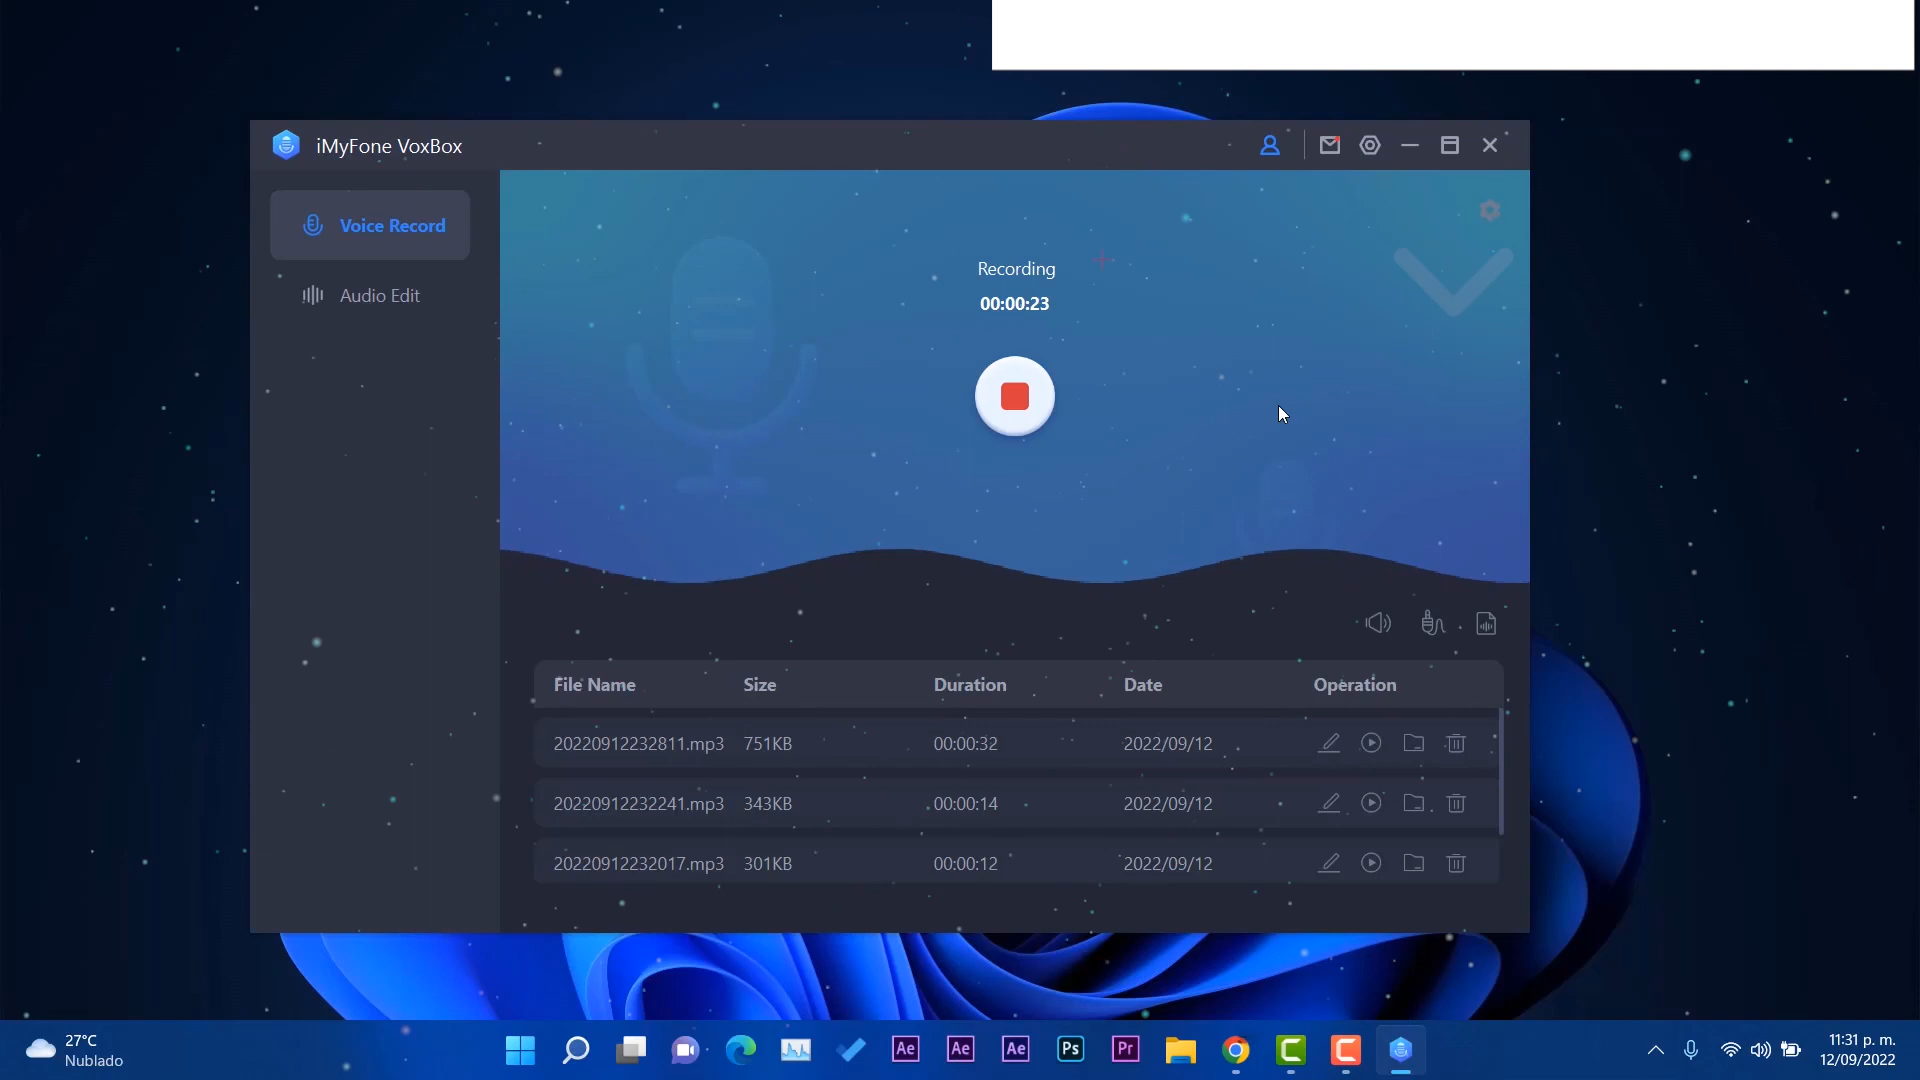 iMyFone VoxBox
Voice Record
Audio Edit
Recording
00:00:23
File Name Size Duration Date Operation
20220912232811.mp3 751KB 00:00:32 2022/09/12
20220912232241.mp3 343KB 00:00:14 2022/09/12
20220912232017.mp3 301KB 00:00:12 2022/09/12
27°C
Nublado
Ae Ae Ae Ps Pr
11:31 p. m.
12/09/2022